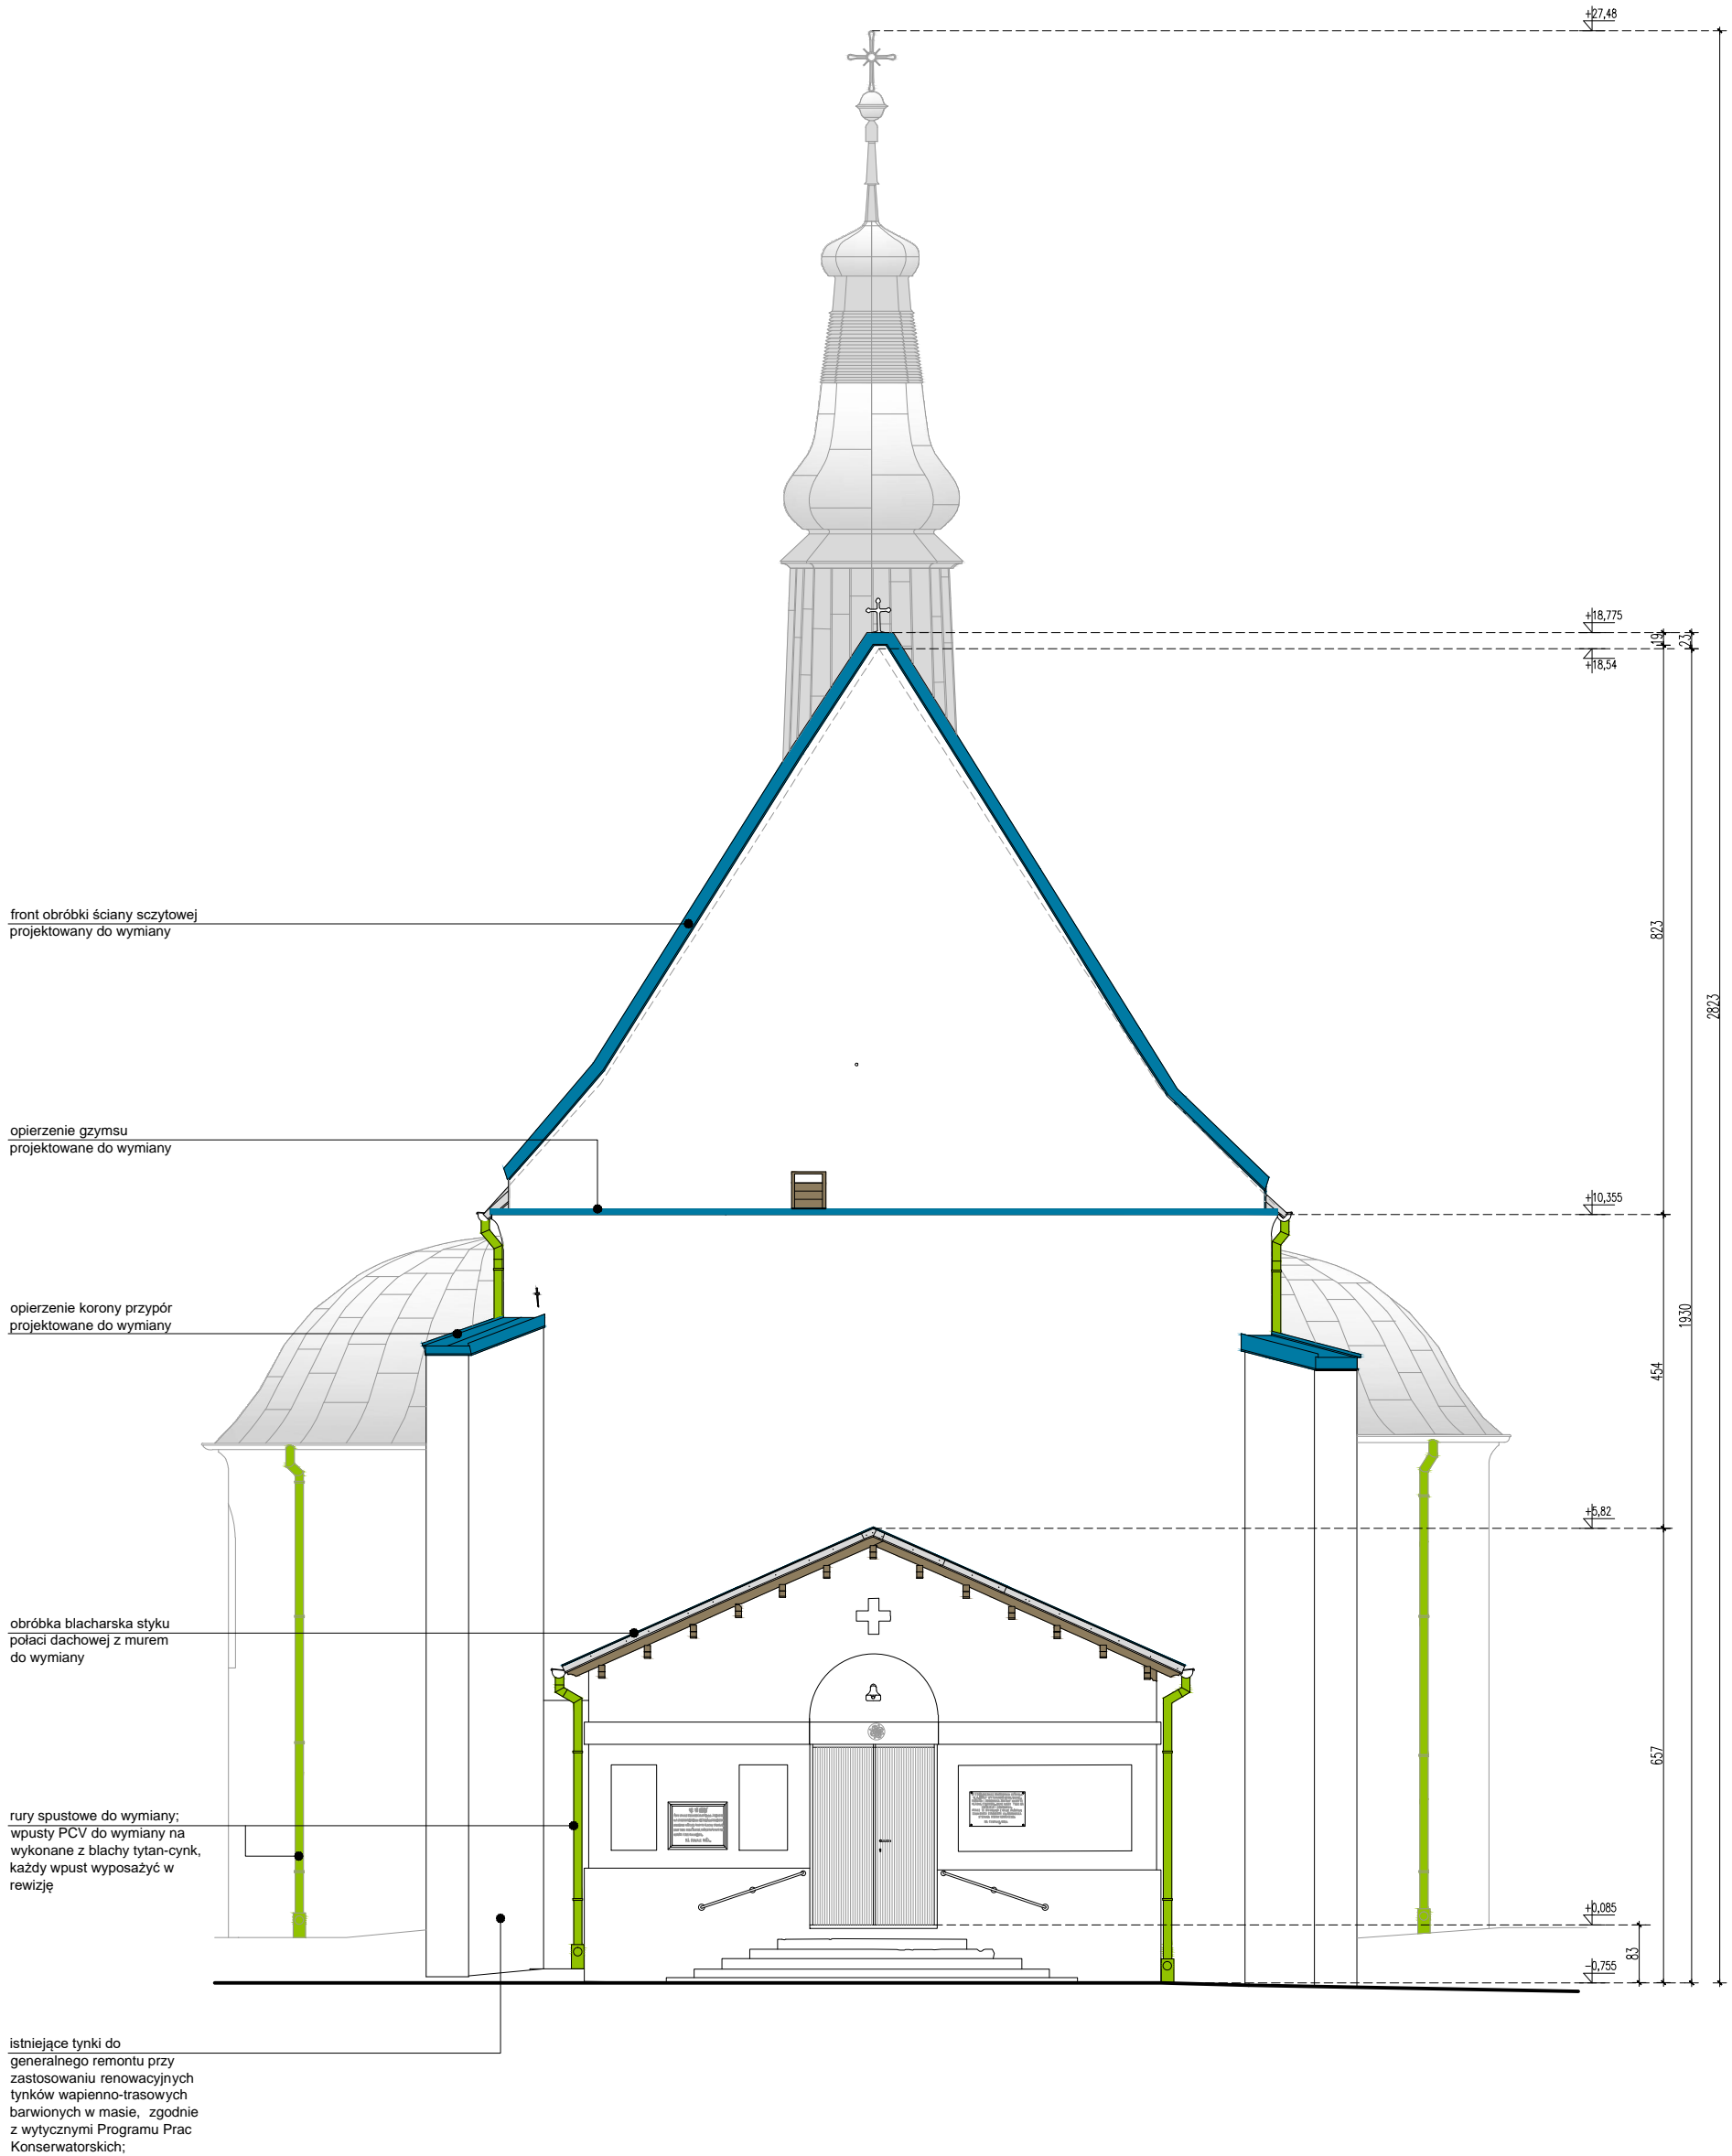 +27,48
+18,775
19
23
+18,54
front obróbki ściany sczytowej
projektowany do wymiany
823
2823
opierzenie gzymsu
projektowane do wymiany
+10,355
opierzenie korony przypór
projektowane do wymiany
1930
454
+5,82
obróbka blacharska styku
połaci dachowej z murem
do wymiany
657
rury spustowe do wymiany;
wpusty PCV do wymiany na
wykonane z blachy tytan-cynk,
każdy wpust wyposażyć w
rewizję
+0,085
83
-0,755
istniejące tynki do
generalnego remontu przy
zastosowaniu renowacyjnych
tynków wapienno-trasowych
barwionych w masie, zgodnie
z wytycznymi Programu Prac
Konserwatorskich;